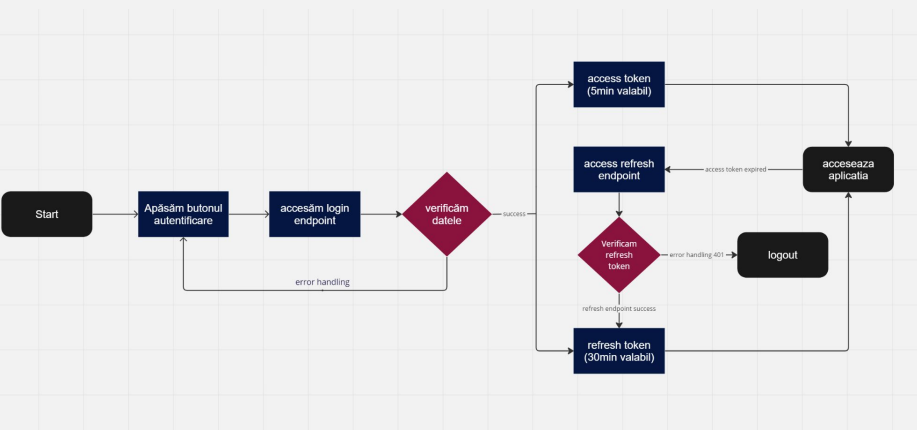 Start
Apăsăm butonul
autentificare
accesăm login
endpoint
verificăm
datele
error handling
success
access token
(5min valabil)
access refresh
endpoint
access token expired
acceseaza
aplicatia
Verificam
refresh
token
error handling 401
logout
refresh endpoint success
refresh token
(30min valabil)